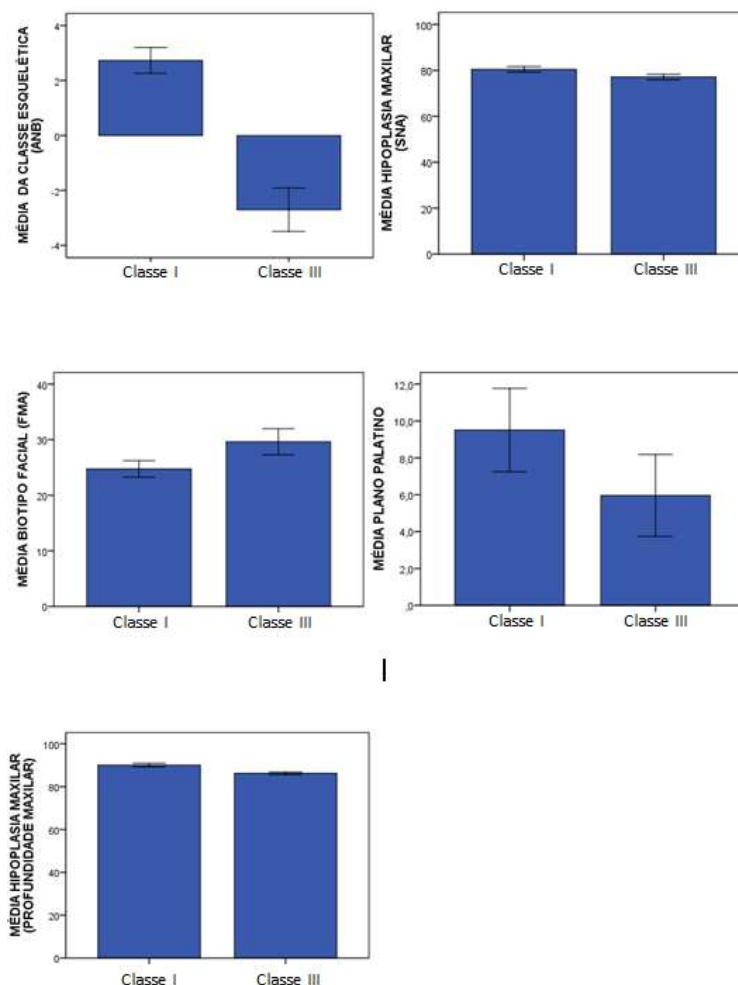 MÉDIA DA CLASSE ESQUELÉTICA
(ANB)
4
2
0
-2
-4
Classe I
Classe III
MÉDIA HIPOPLASIA MAXILAR
(SNA)
100
80
60
40
20
0
Classe I
Classe III
MÉDIA BIOTIPO FACIAL (FMA)
40
30
20
10
0
Classe I
Classe III
MÉDIA PLANO PALATINO
12,0
10,0
8,0
6,0
4,0
2,0
,0
Classe I
Classe III
MÉDIA HIPOPLASIA MAXILAR
(PROFUNDIDADE MAXILAR)
100
80
60
40
20
0
Classe I
Classe III